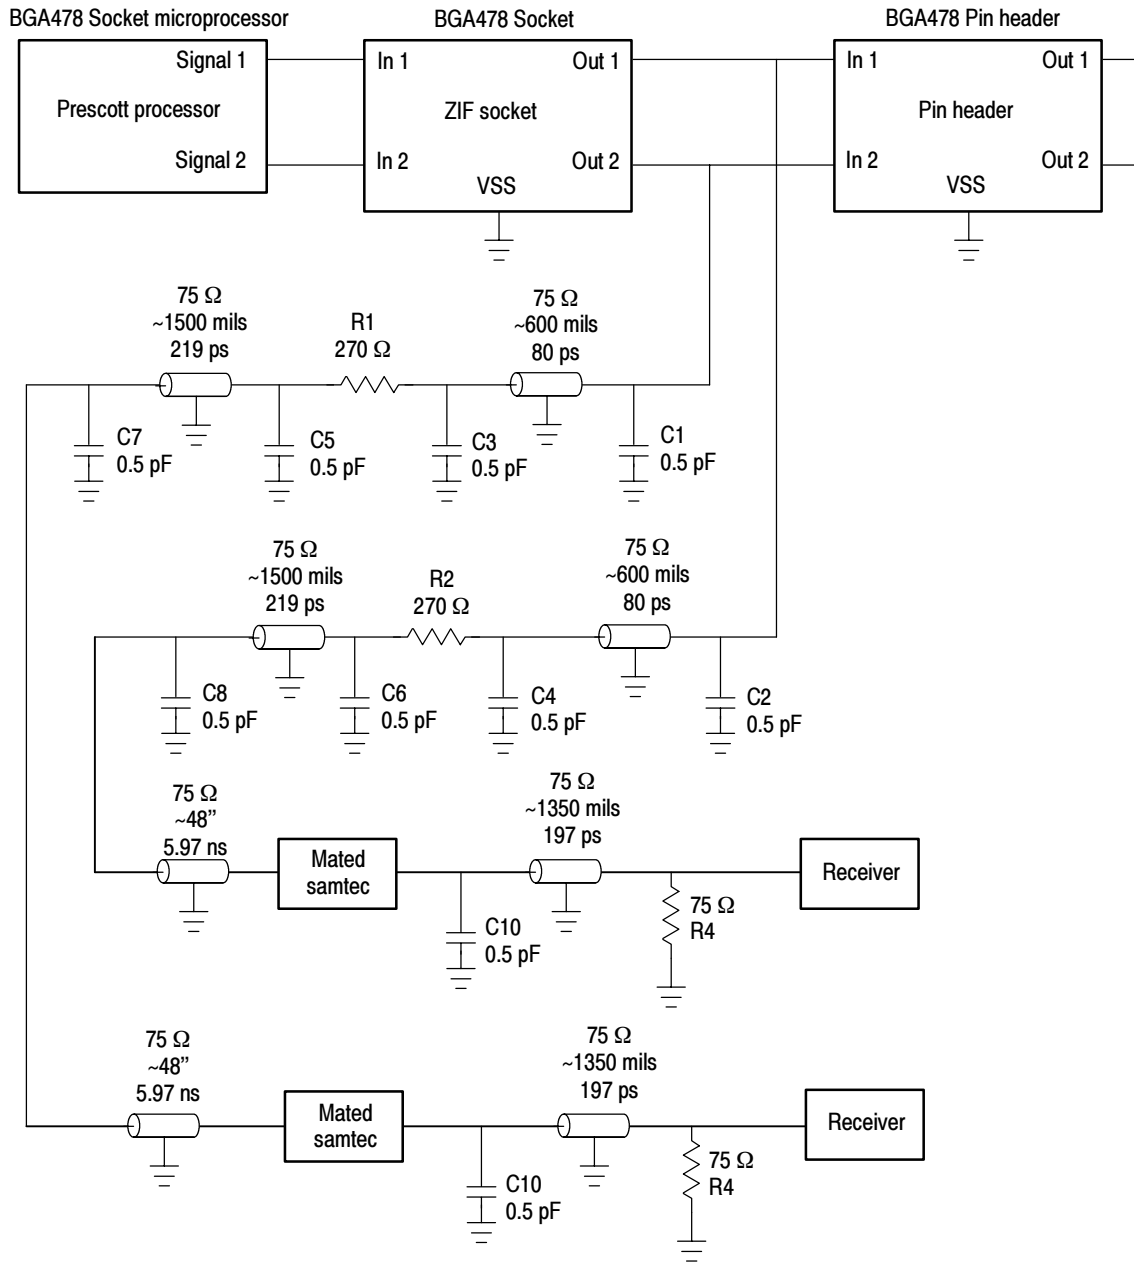 BGA478 Socket microprocessor
BGA478 Socket
BGA478 Pin header
Signal 1
Prescott processor
Signal 2
In 1
Out 1
ZIF socket
In 2
Out 2
VSS
In 1
Out 1
Pin header
In 2
Out 2
VSS
75 Ω
~1500 mils
219 ps
R1
270 Ω
75 Ω
~600 mils
80 ps
C7
0.5 pF
C5
0.5 pF
C3
0.5 pF
C1
0.5 pF
75 Ω
~1500 mils
219 ps
R2
270 Ω
75 Ω
~600 mils
80 ps
C8
0.5 pF
C6
0.5 pF
C4
0.5 pF
C2
0.5 pF
75 Ω
~48”
5.97 ns
Mated
samtec
75 Ω
~1350 mils
197 ps
Receiver
C10
0.5 pF
75 Ω
R4
75 Ω
~48”
5.97 ns
Mated
samtec
75 Ω
~1350 mils
197 ps
Receiver
C10
0.5 pF
75 Ω
R4